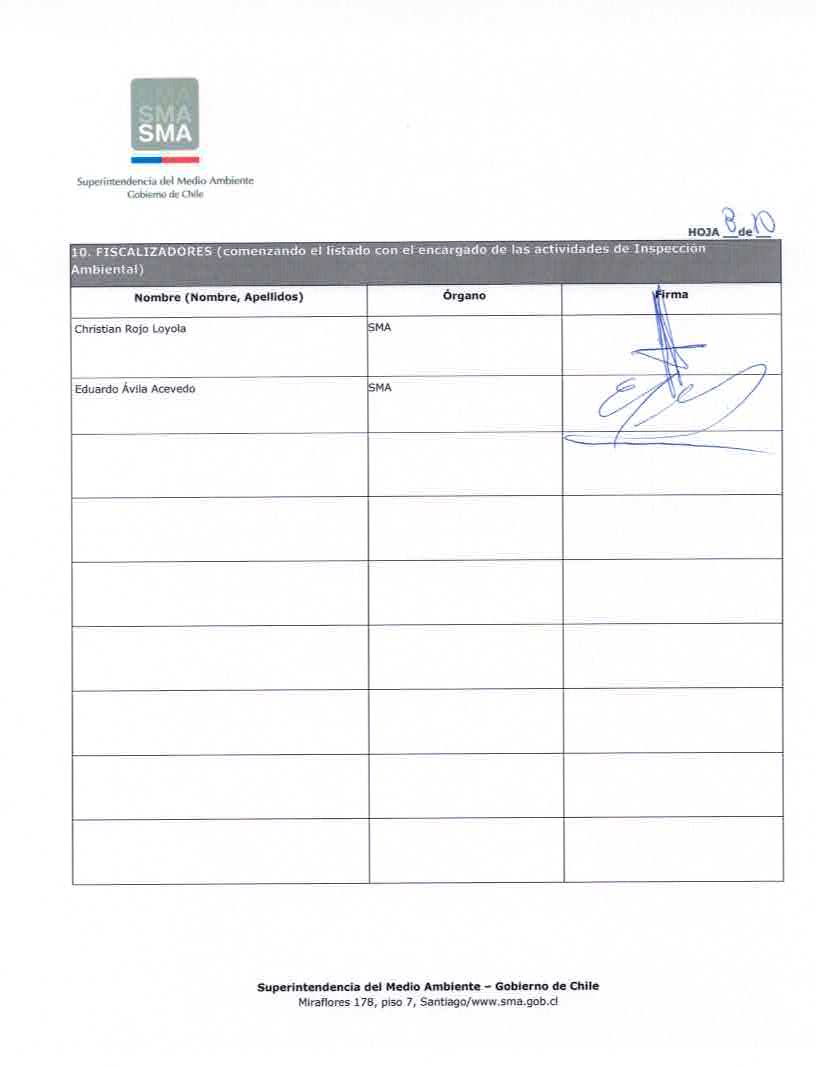 SMA
SMA
SMA
Superintendencia del Medio Ambiente
Gobierno de Chile
HOJA 8 de 10
10. FISCALIZADORES (comenzando el listado con el encargado de las actividades de Inspección
Ambiental)
Nombre (Nombre, Apellidos) Órgano Firma
Christian Rojo Loyola SMA
Eduardo Ávila Acevedo SMA
Superintendencia del Medio Ambiente – Gobierno de Chile
Miraflores 178, piso 7, Santiago/www.sma.gob.cl